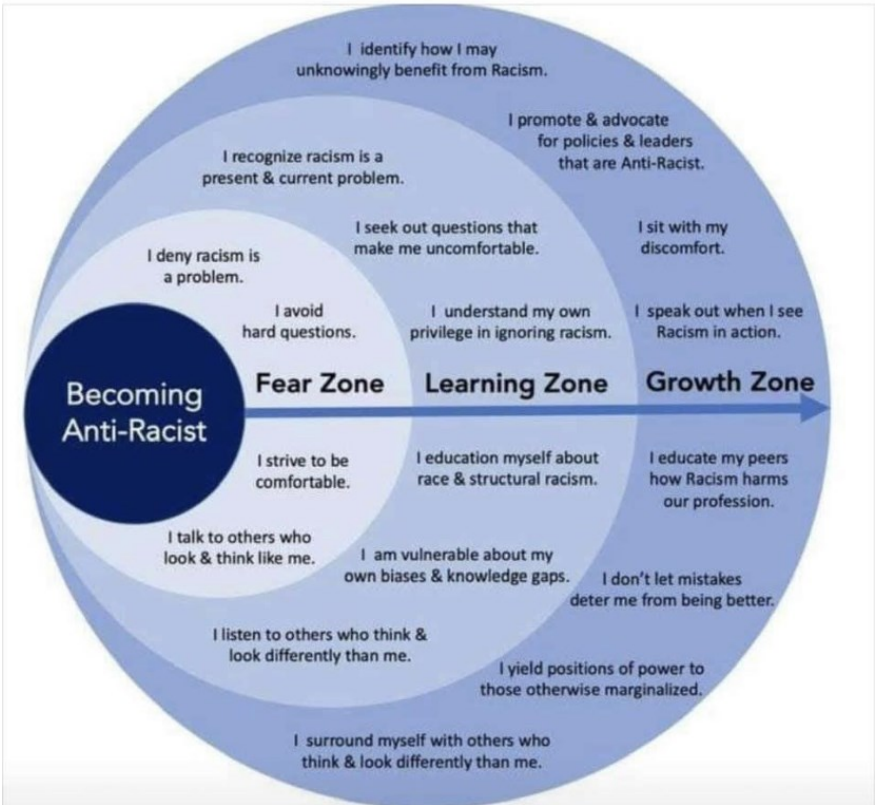 I identify how I may
unknowingly benefit from Racism.
I promote & advocate
for policies & leaders
that are Anti-Racist.
I recognize racism is a
present & current problem.
I seek out questions that
make me uncomfortable.
I sit with my
discomfort.
I deny racism is
a problem.
I avoid
hard questions.
I understand my own
privilege in ignoring racism.
I speak out when I see
Racism in action.
Becoming
Anti-Racist
Fear Zone
Learning Zone
Growth Zone
I strive to be
comfortable.
I education myself about
race & structural racism.
I educate my peers
how Racism harms
our profession.
I talk to others who
look & think like me.
I am vulnerable about my
own biases & knowledge gaps.
I don't let mistakes
deter me from being better.
I listen to others who think &
look differently than me.
I yield positions of power to
those otherwise marginalized.
I surround myself with others who
think & look differently than me.